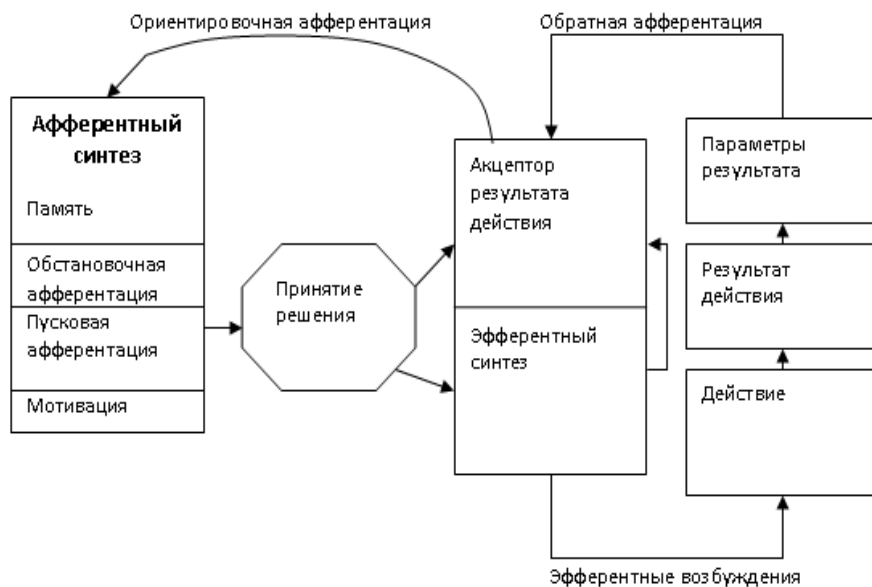 Ориентировочная афферентация
Обратная афферентация
Афферентный
синтез
Память
Обстановочная
афферентация
Пусковая
афферентация
Мотивация
Принятие
решения
Акцептор
результата
действия
Эфферентный
синтез
Параметры
результата
Результат
действия
Действие
Эфферентные возбуждения